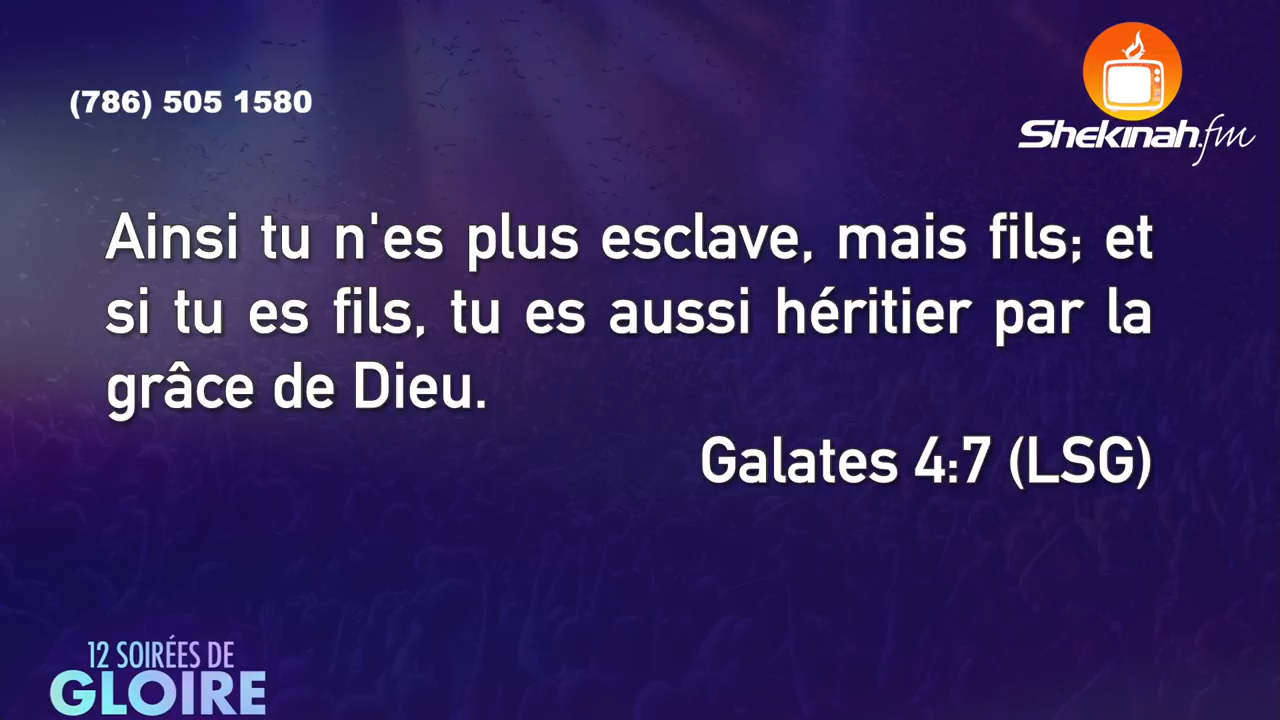 (786) 505 1580
Shekinah.fm
Ainsi tu n'es plus esclave, mais fils; et
si tu es fils, tu es aussi héritier par la
grâce de Dieu.
Galates 4:7 (LSG)
12 SOIRÉES DE
GLOIRE